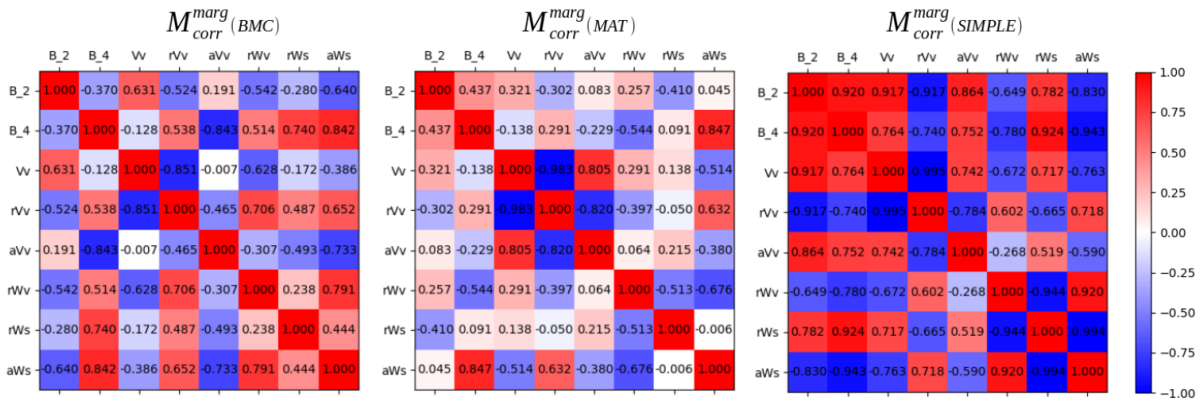 M^{marg}_{corr} (BMC)
B_2 B_4 Vv rVv aVv rWv rWs aWs
B_2 1.000 -0.370 0.631 -0.524 0.191 -0.542 -0.280 -0.640
B_4 -0.370 1.000 -0.128 0.538 -0.843 0.514 0.740 0.842
Vv 0.631 -0.128 1.000 -0.851 -0.007 -0.628 -0.172 -0.386
rVv -0.524 0.538 -0.851 1.000 -0.465 0.706 0.487 0.652
aVv 0.191 -0.843 -0.007 -0.465 1.000 -0.307 -0.493 -0.733
rWv -0.542 0.514 -0.628 0.706 -0.307 1.000 0.238 0.791
rWs -0.280 0.740 -0.172 0.487 -0.493 0.238 1.000 0.444
aWs -0.640 0.842 -0.386 0.652 -0.733 0.791 0.444 1.000
M^{marg}_{corr} (MAT)
B_2 B_4 Vv rVv aVv rWv rWs aWs
B_2 1.000 0.437 0.321 -0.302 0.083 0.257 -0.410 0.045
B_4 0.437 1.000 -0.138 0.291 -0.229 -0.544 0.091 0.847
Vv 0.321 -0.138 1.000 -0.983 0.805 0.291 0.138 -0.514
rVv -0.302 0.291 -0.983 1.000 -0.820 -0.397 -0.050 0.632
aVv 0.083 -0.229 0.805 -0.820 1.000 0.064 0.215 -0.380
rWv 0.257 -0.544 0.291 -0.397 0.064 1.000 -0.513 -0.676
rWs -0.410 0.091 0.138 -0.050 0.215 -0.513 1.000 -0.006
aWs 0.045 0.847 -0.514 0.632 -0.380 -0.676 -0.006 1.000
M^{marg}_{corr} (SIMPLE)
B_2 B_4 Vv rVv aVv rWv rWs aWs
B_2 1.000 0.920 0.917 -0.917 0.864 -0.649 0.782 -0.830
B_4 0.920 1.000 0.764 -0.740 0.752 -0.780 0.924 -0.943
Vv 0.917 0.764 1.000 -0.995 0.742 -0.672 0.717 -0.763
rVv -0.917 -0.740 -0.995 1.000 -0.784 0.602 -0.665 0.718
aVv 0.864 0.752 0.742 -0.784 1.000 -0.268 0.519 -0.590
rWv -0.649 -0.780 -0.672 0.602 -0.268 1.000 -0.944 0.920
rWs 0.782 0.924 0.717 -0.665 0.519 -0.944 1.000 -0.994
aWs -0.830 -0.943 -0.763 0.718 -0.590 0.920 -0.994 1.000
1.00
0.75
0.50
0.25
0.00
-0.25
-0.50
-0.75
-1.00